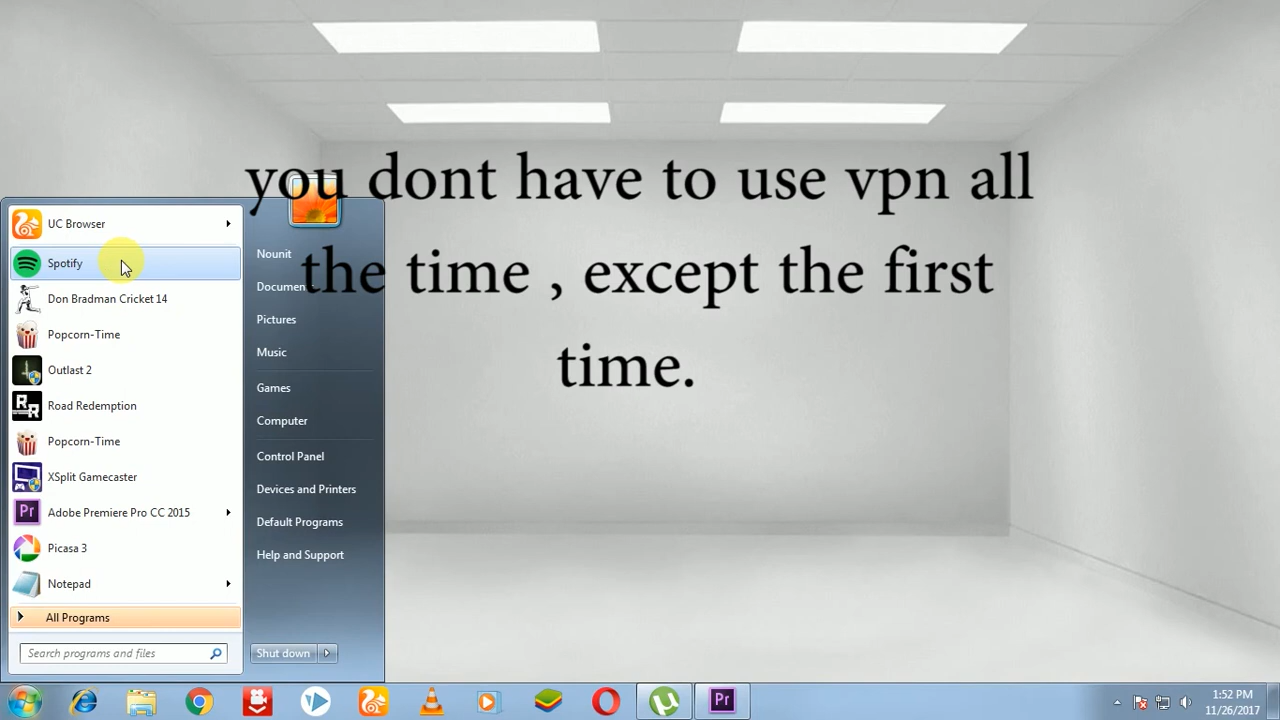 you dont have to use vpn all
the time , except the first
time.
UC Browser
Spotify
Don Bradman Cricket 14
Popcorn-Time
Outlast 2
Road Redemption
Popcorn-Time
XSplit Gamecaster
Pr Adobe Premiere Pro CC 2015
Picasa 3
Notepad
All Programs
Search programs and files
Nounit
Documents
Pictures
Music
Games
Computer
Control Panel
Devices and Printers
Default Programs
Help and Support
Shut down
Pr
1:52 PM
11/26/2017